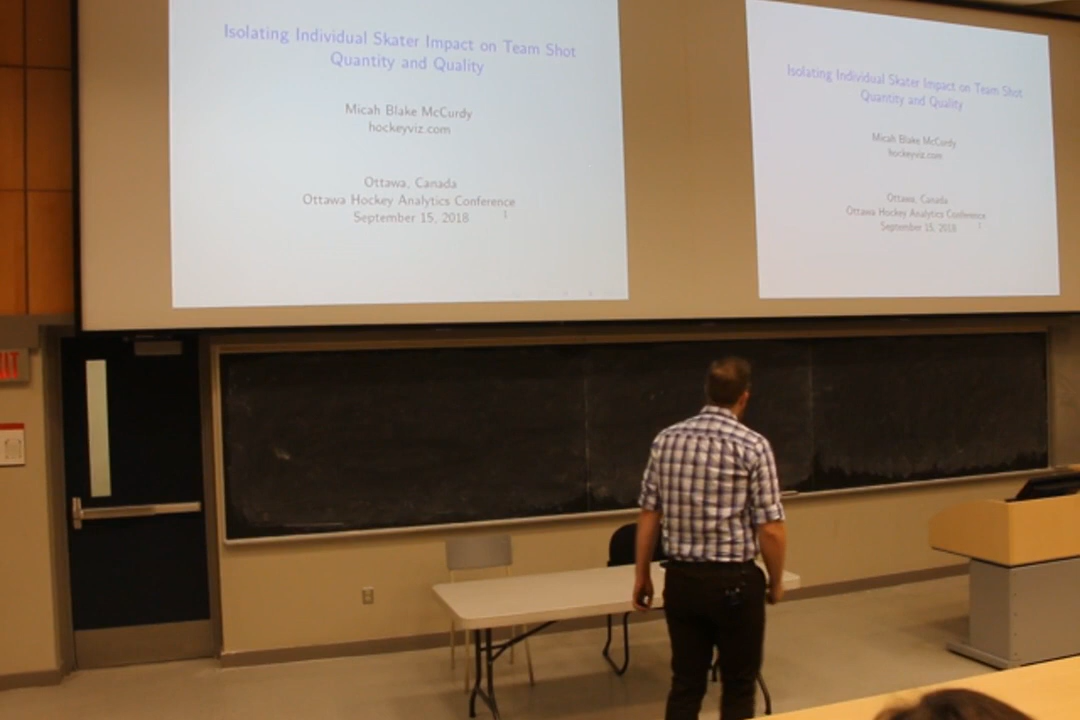 Isolating Individual Skater Impact on Team Shot
Quantity and Quality
Micah Blake McCurdy
hockeyviz.com
Ottawa, Canada
Ottawa Hockey Analytics Conference
September 15, 2018
1
Isolating Individual Skater Impact on Team Shot
Quantity and Quality
Micah Blake McCurdy
hockeyviz.com
Ottawa, Canada
Ottawa Hockey Analytics Conference
September 15, 2018
1